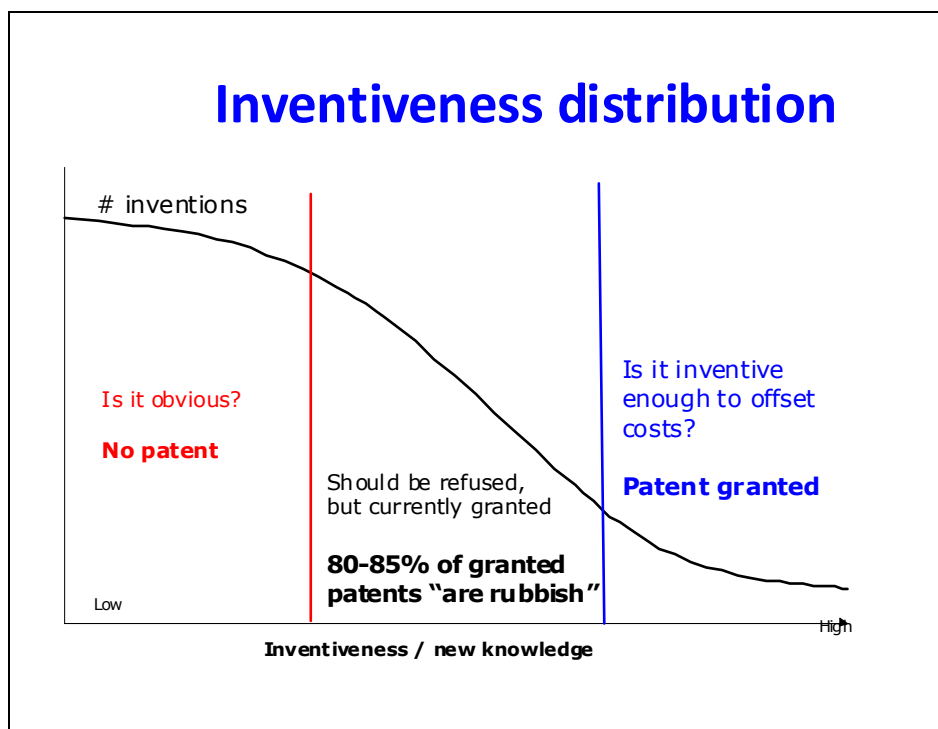 Inventiveness distribution
# inventions
Is it obvious?
No patent
Should be refused,
but currently granted
80-85% of granted
patents “are rubbish”
Is it inventive
enough to offset
costs?
Patent granted
Low
High
Inventiveness / new knowledge